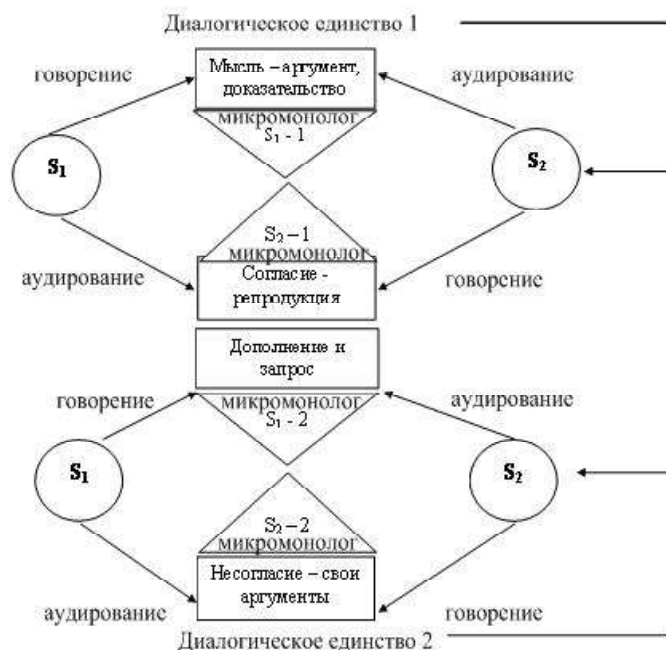 Диалогическое единство 1
говорение
Мысль – аргумент,
доказательство
аудирование
микромонолог
S₁ - 1
S₁
S₂
S₂ – 1
микромонолог
аудирование
Согласие -
репродукция
говорение
Дополнение и
запрос
говорение
микромонолог
S₁ - 2
аудирование
S₁
S₂
S₂ – 2
микромонолог
Несогласие – свои
аргументы
аудирование
говорение
Диалогическое единство 2